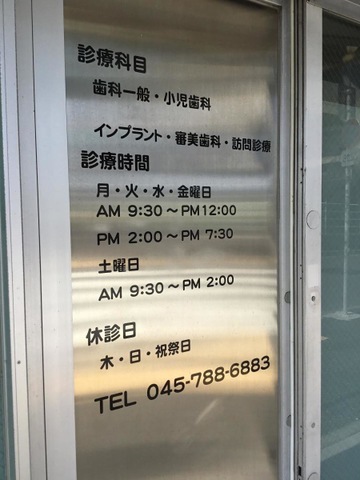 診療科目
歯科一般・小児歯科
インプラント・審美歯科・訪問診療
診療時間
月・火・水・金曜日
AM 9:30～PM12:00
PM 2:00～PM 7:30
土曜日
AM 9:30～PM 2:00
休診日
木・日・祝祭日
TEL 045-788-6883